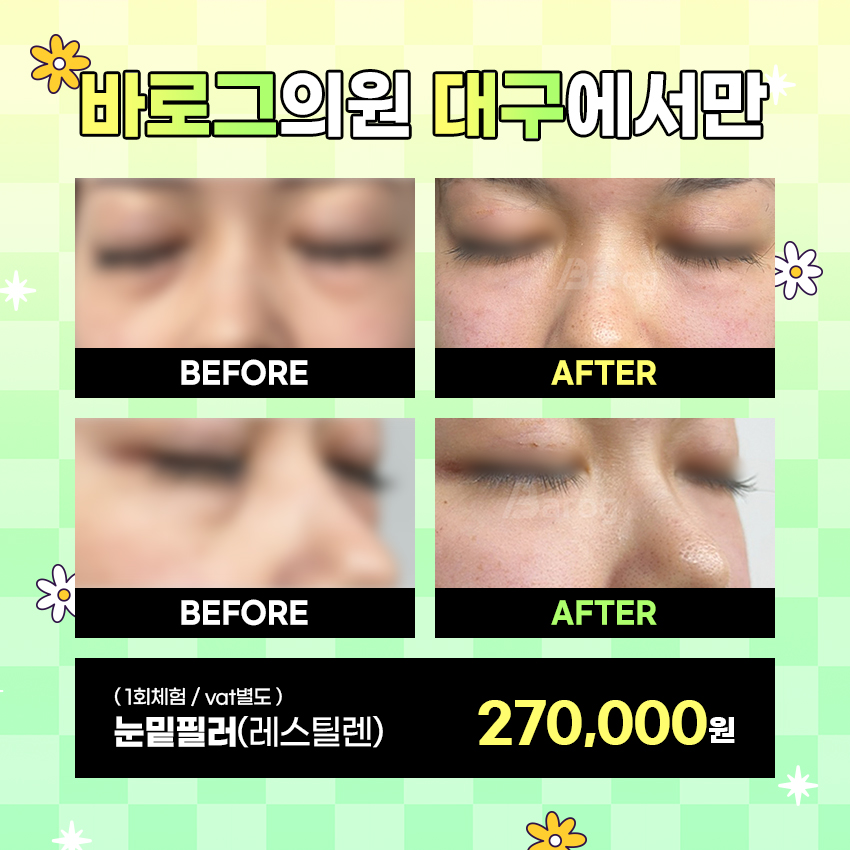 바로그의원 대구에서만
BEFORE
AFTER
BEFORE
AFTER
( 1회체험 / vat별도 )
눈밑필러(레스틸렌)
270,000원